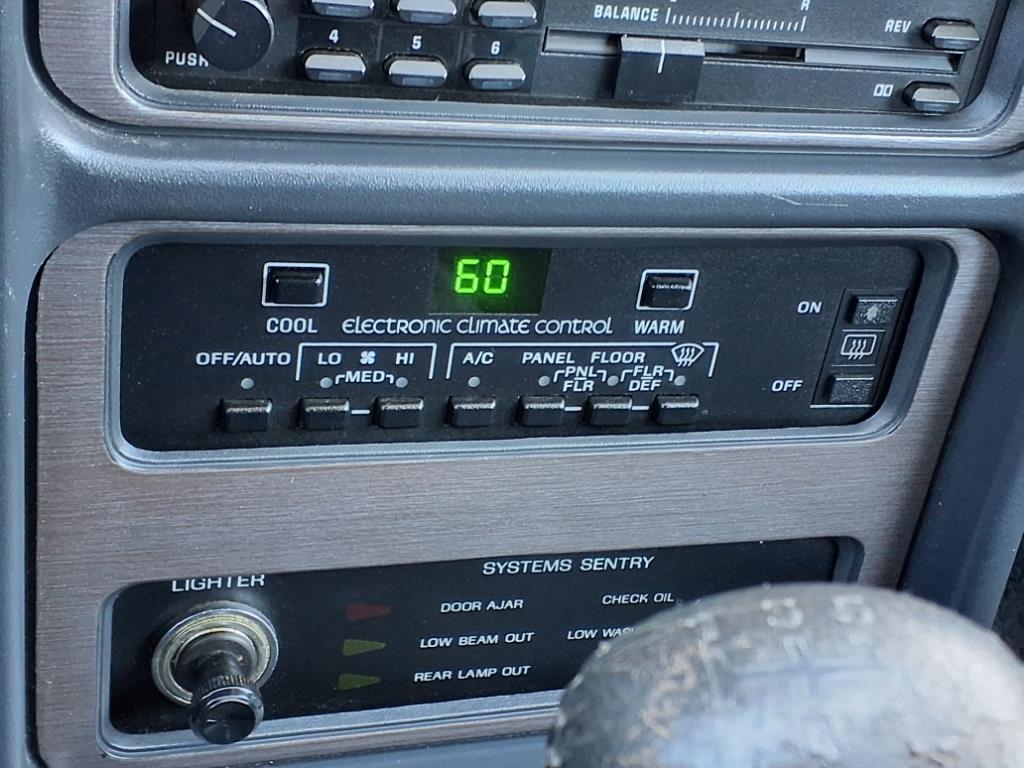 BALANCE R
REV
PUSH 4 5 6
60
COOL electronic climate control WARM
ON
OFF/AUTO LO HI A/C PANEL FLOOR
MED PNL FLR
FLR DEF
OFF
LIGHTER
SYSTEMS SENTRY
DOOR AJAR CHECK OIL
LOW BEAM OUT LOW
REAR LAMP OUT
3 5